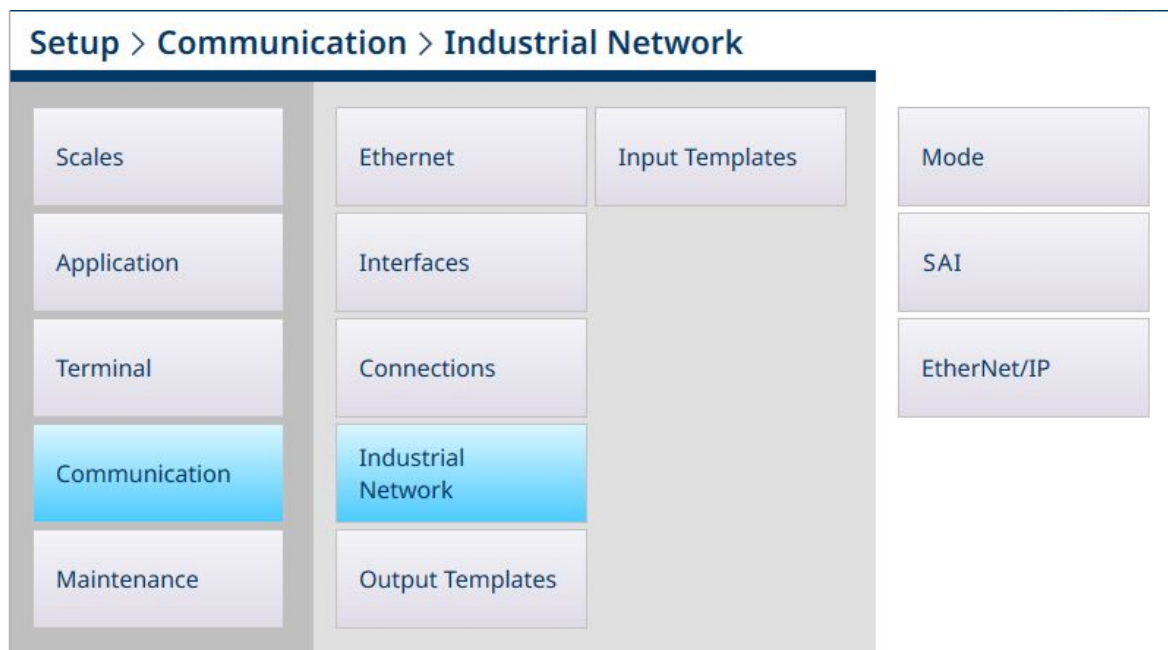 Setup > Communication > Industrial Network
Scales
Application
Terminal
Communication
Maintenance
Ethernet
Interfaces
Connections
Industrial
Network
Output Templates
Input Templates
Mode
SAI
EtherNet/IP